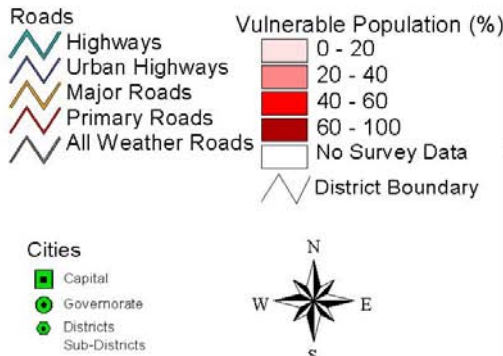 Roads
Highways
Urban Highways
Major Roads
Primary Roads
All Weather Roads
Vulnerable Population (%)
0 - 20
20 - 40
40 - 60
60 - 100
No Survey Data
District Boundary
Cities
Capital
Governorate
Districts
Sub-Districts
N
W E
S